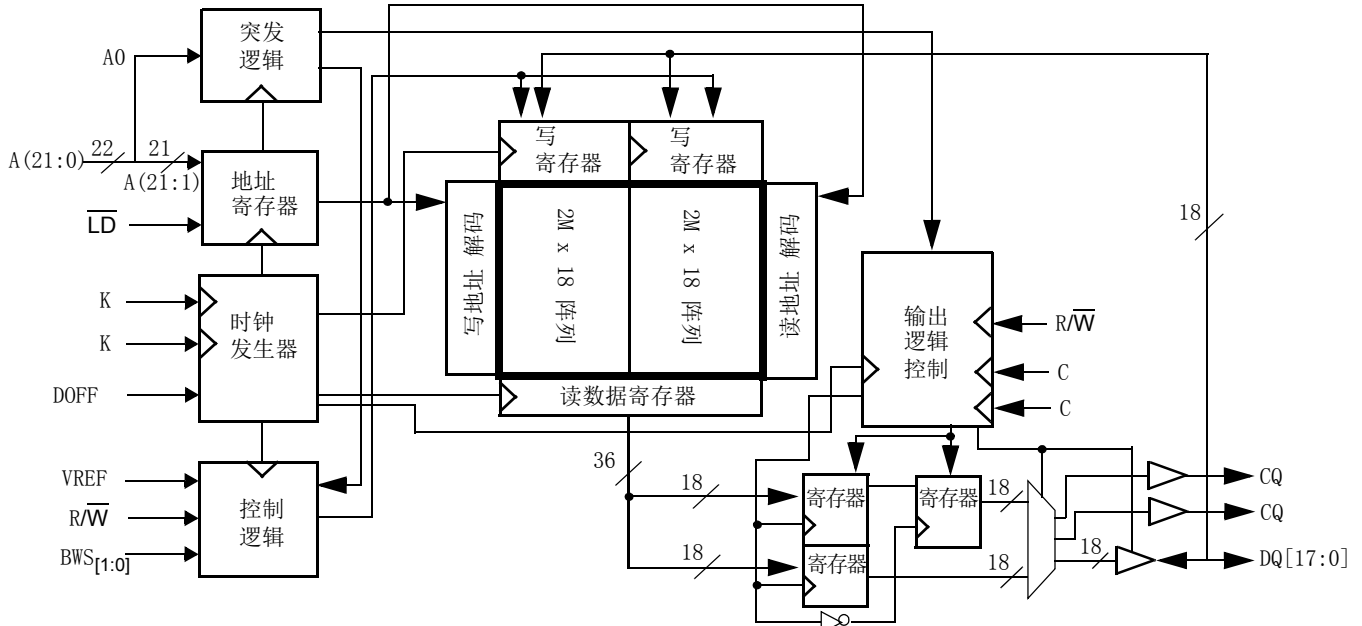 突发
逻辑
A0
A(21:0)
22
21
A(21:1)
地址
寄存器
L̅D̅
K
K
DOFF
时钟
发生器
VREF
R/W̅
BWS[1:0]
控制
逻辑
写
寄存器
写
寄存器
写地址 解码
2M x 18 阵列
2M x 18 阵列
读地址 解码
读数据寄存器
输出
逻辑
控制
R/W̅
C
C
18
36
18
18
寄存器
寄存器
寄存器
18
18
18
CQ
CQ
DQ[17:0]